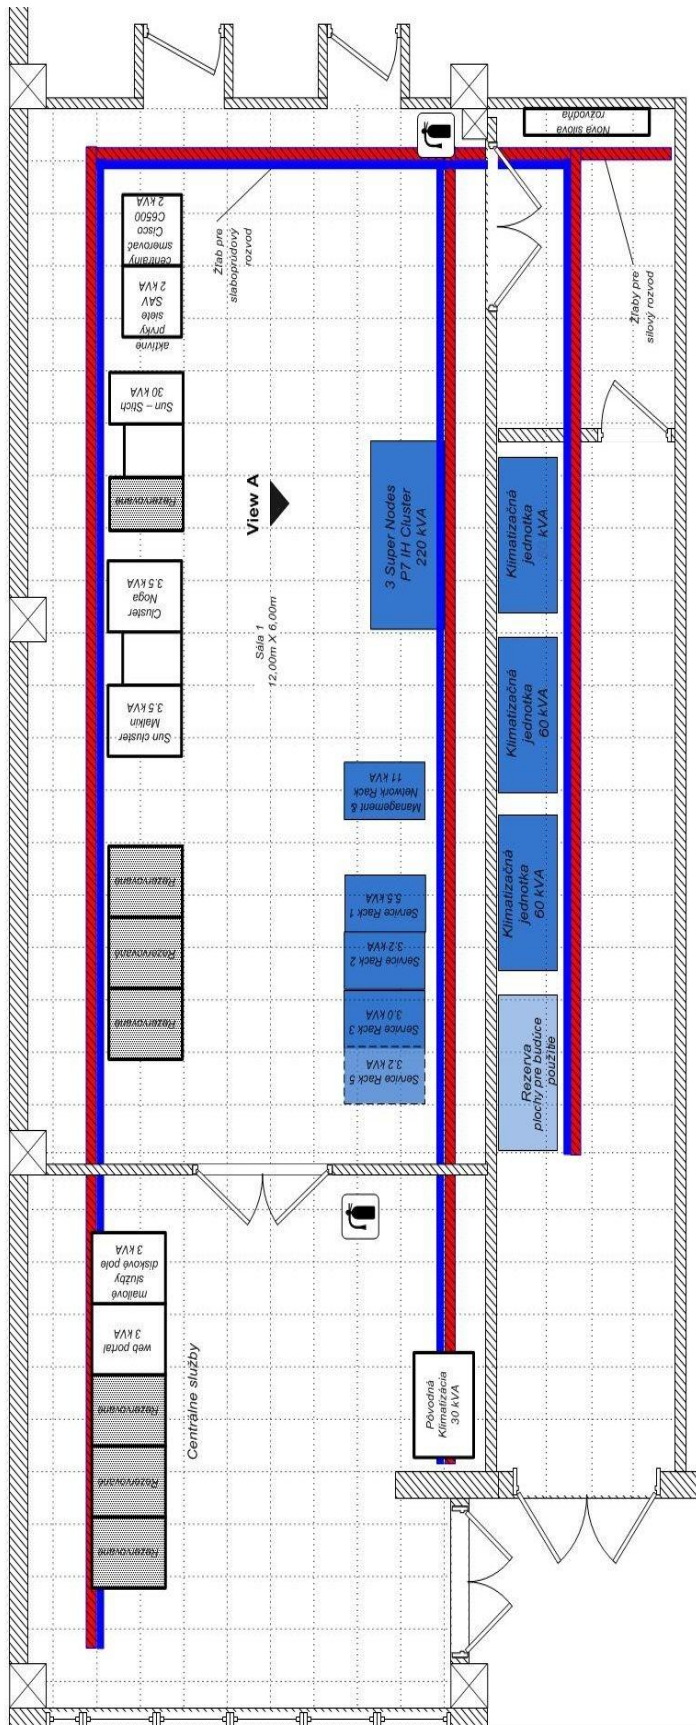 Nová silová
rozvodňa
Žľab pre
slaboprúdový
rozvod
Žľaby pre
silový rozvod
centrálny
smerovač
Cisco
C6500
2 kVA
aktívne
prvky
siete
SAV
2 kVA
Sun – Stich
30 kVA
Rezervované
Cluster
Noga
3.5 kVA
Sun cluster
Malkin
3.5 kVA
Rezervované
Rezervované
Rezervované
View A
Sála 1
12,00m X 6,00m
3 Super Nodes
P7 IH Cluster
220 kVA
Management &
Network Rack
11 kVA
Service Rack 1
5.5 kVA
Service Rack 2
3.2 kVA
Service Rack 3
3.0 kVA
Service Rack 5
3.2 kVA
Klimatizačná
jednotka
kVA
Klimatizačná
jednotka
60 kVA
Klimatizačná
jednotka
60 kVA
Rezerva
plochy pre budúce
použitie
mailové
služby
diskové pole
3 kVA
web portal
3 kVA
Rezervované
Rezervované
Rezervované
Centrálne služby
Pôvodná
Klimatizácia
30 kVA